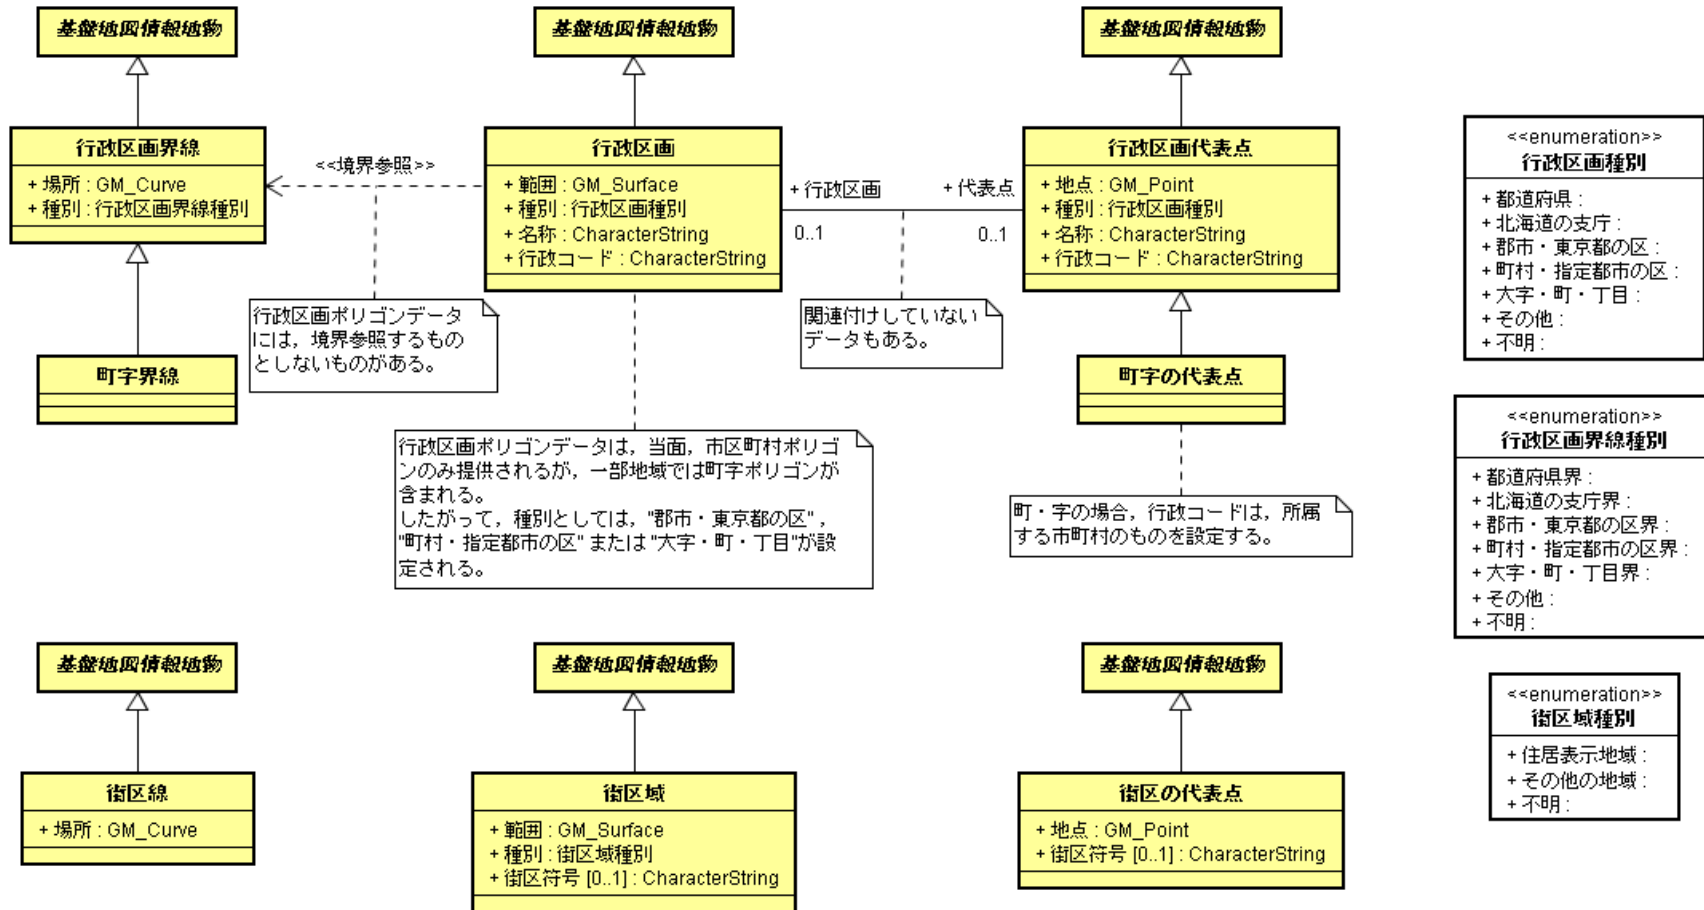 基盤地図情報地物
基盤地図情報地物
基盤地図情報地物
行政区画界線
+ 場所 : GM_Curve
+ 種別 : 行政区画界線種別
<<境界参照>>
行政区画
+ 範囲 : GM_Surface
+ 種別 : 行政区画種別
+ 名称 : CharacterString
+ 行政コード : CharacterString
+ 行政区画
0..1
+ 代表点
0..1
行政区画代表点
+ 地点 : GM_Point
+ 種別 : 行政区画種別
+ 名称 : CharacterString
+ 行政コード : CharacterString
<<enumeration>>
行政区画種別
+ 都道府県 :
+ 北海道の支庁 :
+ 郡市・東京都の区 :
+ 町村・指定都市の区 :
+ 大字・町・丁目 :
+ その他 :
+ 不明 :
行政区画ポリゴンデータ
には，境界参照するもの
としないものがある。
関連付けしていない
データもある。
町字界線
町字の代表点
行政区画ポリゴンデータは，当面，市区町村ポリゴ
ンのみ提供されるが，一部地域では町字ポリゴンが
含まれる。
したがって，種別としては，"郡市・東京都の区"，
"町村・指定都市の区" または "大字・町・丁目"が設
定される。
町・字の場合，行政コードは，所属
する市町村のものを設定する。
<<enumeration>>
行政区画界線種別
+ 都道府県界 :
+ 北海道の支庁界 :
+ 郡市・東京都の区界 :
+ 町村・指定都市の区界 :
+ 大字・町・丁目界 :
+ その他 :
+ 不明 :
基盤地図情報地物
基盤地図情報地物
基盤地図情報地物
街区線
+ 場所 : GM_Curve
街区域
+ 範囲 : GM_Surface
+ 種別 : 街区域種別
+ 街区符号 [0..1] : CharacterString
街区の代表点
+ 地点 : GM_Point
+ 街区符号 [0..1] : CharacterString
<<enumeration>>
街区域種別
+ 住居表示地域 :
+ その他の地域 :
+ 不明 :